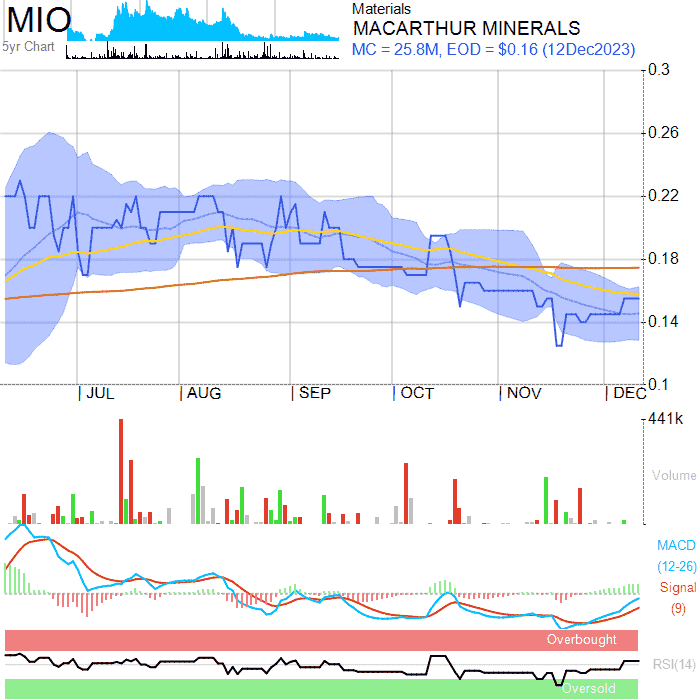 MIO
5yr Chart
Materials
MACARTHUR MINERALS
MC = 25.8M, EOD = $0.16 (12Dec2023)
0.3
0.26
0.22
0.18
0.14
0.1
| JUL | AUG | SEP | OCT | NOV | DEC
441k
Volume
MACD
(12-26)
Signal
(9)
Overbought
RSI(14)
Oversold